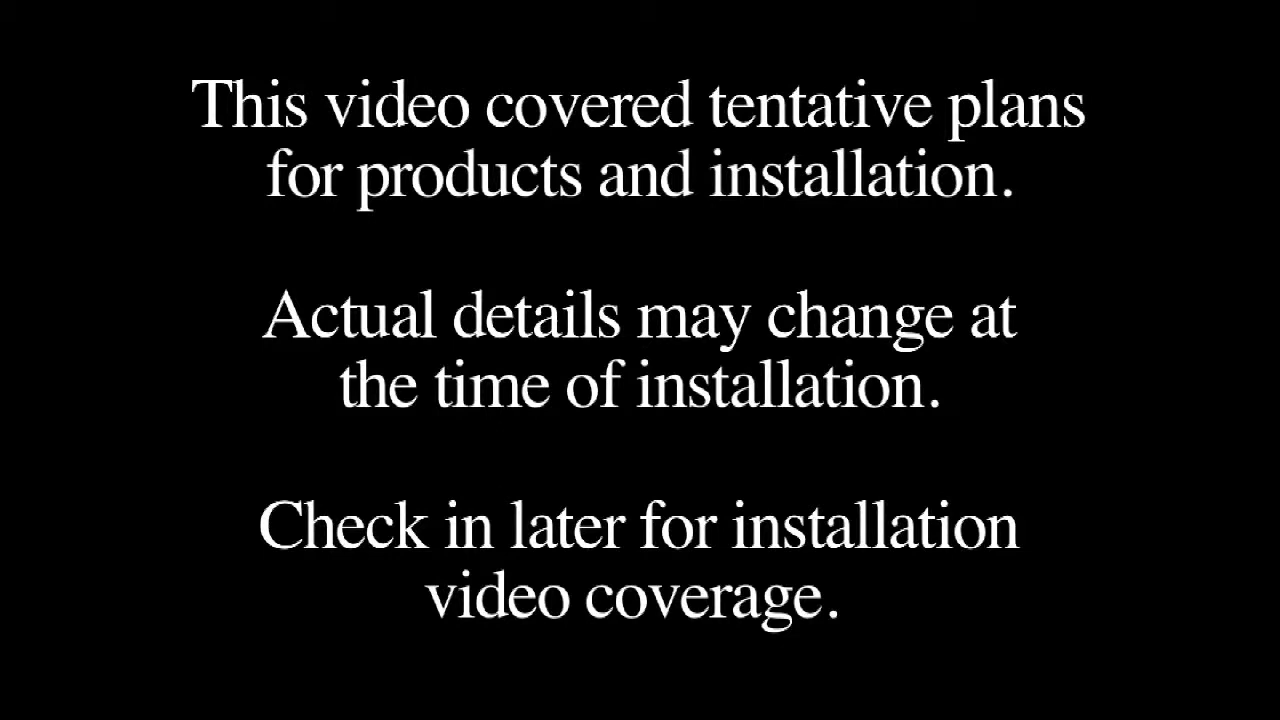 This video covered tentative plans
for products and installation.
Actual details may change at
the time of installation.
Check in later for installation
video coverage.